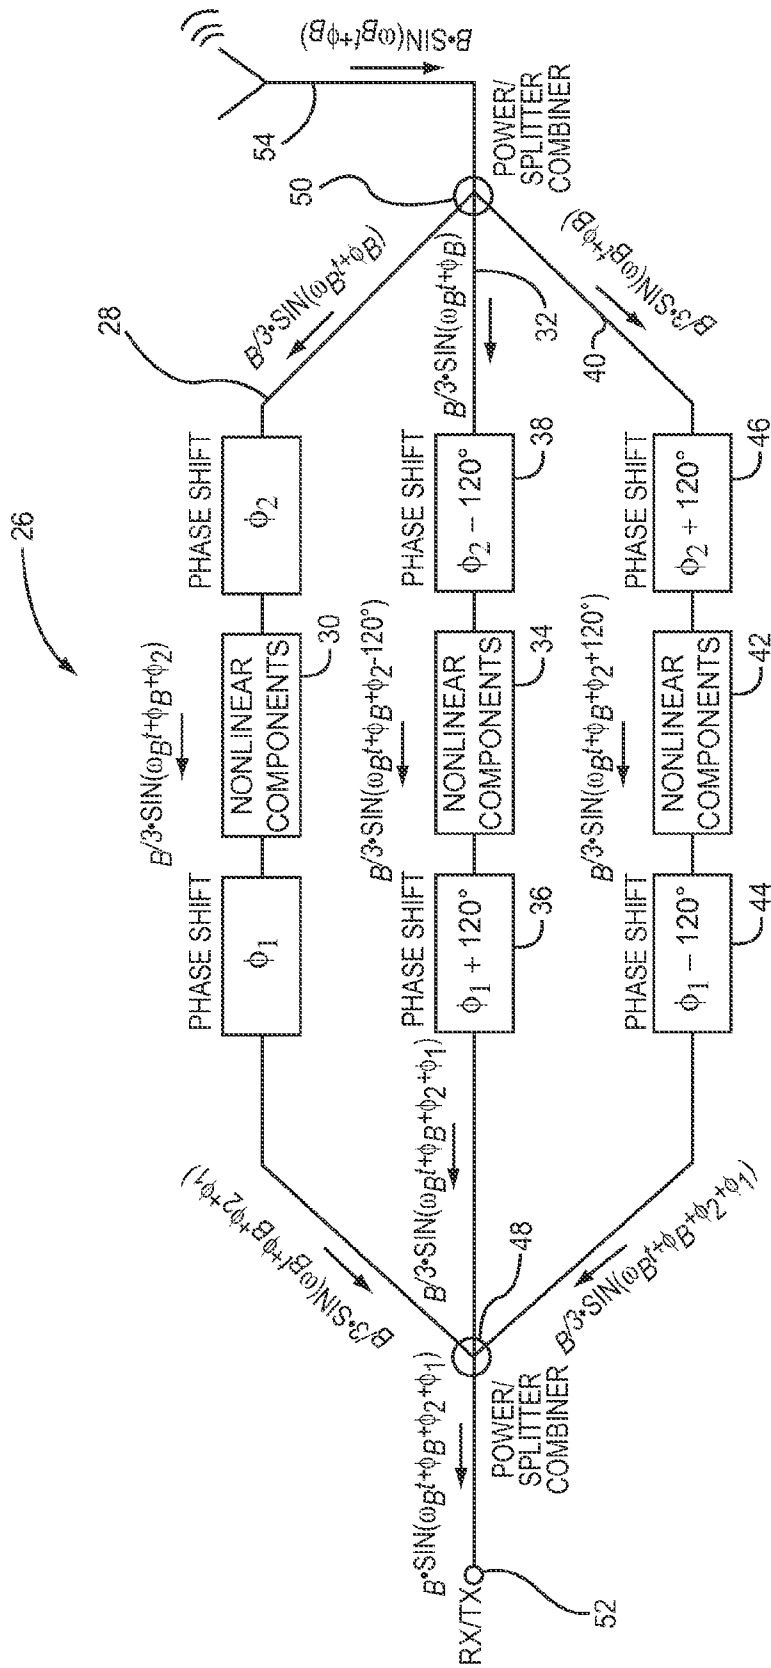 26
54
B•SIN(ωBt+ϕB)
50
POWER/
SPLITTER
COMBINER
28
B/3•SIN(ωBt+ϕB)
B/3•SIN(ωBt+ϕB)
32
B/3•SIN(ωBt+ϕB)
40
PHASE SHIFT
ϕ1
B/3•SIN(ωBt+ϕB+ϕ2)
NONLINEAR
COMPONENTS
30
PHASE SHIFT
ϕ2
B/3•SIN(ωBt+ϕB+ϕ2+ϕ1)
PHASE SHIFT
ϕ1 + 120°
36
B/3•SIN(ωBt+ϕB+ϕ2-120°)
NONLINEAR
COMPONENTS
34
PHASE SHIFT
ϕ2 – 120°
38
B/3•SIN(ωBt+ϕB+ϕ2+ϕ1)
PHASE SHIFT
ϕ1 – 120°
44
B/3•SIN(ωBt+ϕB+ϕ2+120°)
NONLINEAR
COMPONENTS
42
PHASE SHIFT
ϕ2 + 120°
46
B/3•SIN(ωBt+ϕB+ϕ2+ϕ1)
48
POWER/
SPLITTER
COMBINER
B•SIN(ωBt+ϕB+ϕ2+ϕ1)
RX/TX
52